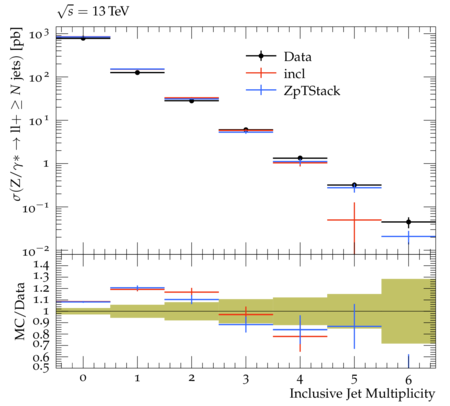 √s = 13 TeV
σ(Z/γ∗ → ll+ ≥ N jets) [pb]
10³
10²
10¹
1
10⁻¹
10⁻²
Data
incl
ZpTStack
MC/Data
1.4
1.3
1.2
1.1
1
0.9
0.8
0.7
0.6
0.5
0 1 2 3 4 5 6
Inclusive Jet Multiplicity